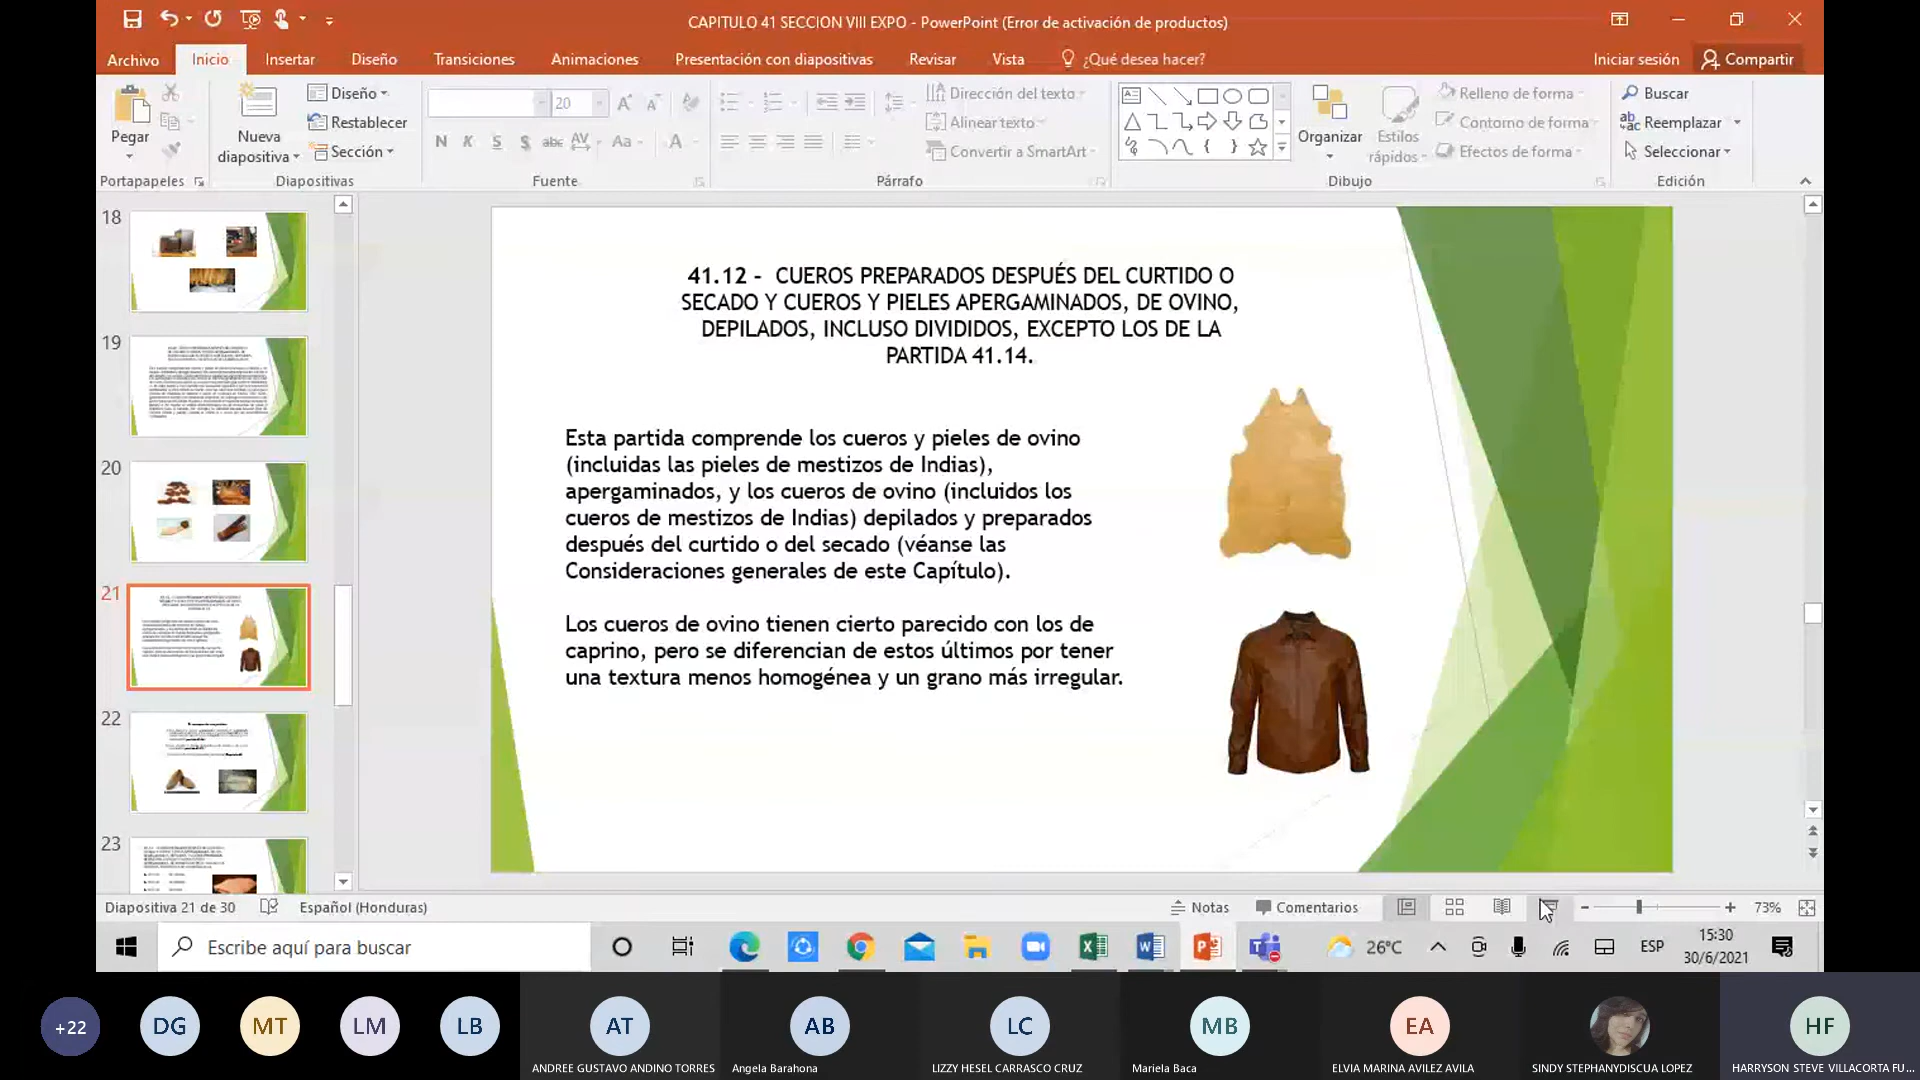 CAPITULO 41 SECCION VIII EXPO - PowerPoint (Error de activación de productos)
Archivo Inicio Insertar Diseño Transiciones Animaciones Presentación con diapositivas Revisar Vista ¿Qué desea hacer? Iniciar sesión Compartir
Pegar
Nueva diapositiva
Diseño
Restablecer
Sección
20
N K S S abc AV Aa A
Dirección del texto
Alinear texto
Convertir a SmartArt
Organizar
Estilos rápidos
Relleno de forma
Contorno de forma
Efectos de forma
Buscar
Reemplazar
Seleccionar
Portapapeles Diapositivas Fuente Párrafo Dibujo Edición
18
19
20
21
22
23
41.12 - CUEROS PREPARADOS DESPUÉS DEL CURTIDO O
SECADO Y CUEROS Y PIELES APERGAMINADOS, DE OVINO,
DEPILADOS, INCLUSO DIVIDIDOS, EXCEPTO LOS DE LA
PARTIDA 41.14.
Esta partida comprende los cueros y pieles de ovino
(incluidas las pieles de mestizos de Indias),
apergaminados, y los cueros de ovino (incluidos los
cueros de mestizos de Indias) depilados y preparados
después del curtido o del secado (véanse las
Consideraciones generales de este Capítulo).
Los cueros de ovino tienen cierto parecido con los de
caprino, pero se diferencian de estos últimos por tener
una textura menos homogénea y un grano más irregular.
Diapositiva 21 de 30 Español (Honduras) Notas Comentarios 73%
Escribe aquí para buscar
26°C ESP
15:30
30/6/2021
+22 DG MT LM LB AT AB LC MB EA HF
ANDREE GUSTAVO ANDINO TORRES Angela Barahona LIZZY HESEL CARRASCO CRUZ Mariela Baca ELVIA MARINA AVILEZ AVILA SINDY STEPHANYDISCUA LOPEZ HARRYSON STEVE VILLACORTA FU...